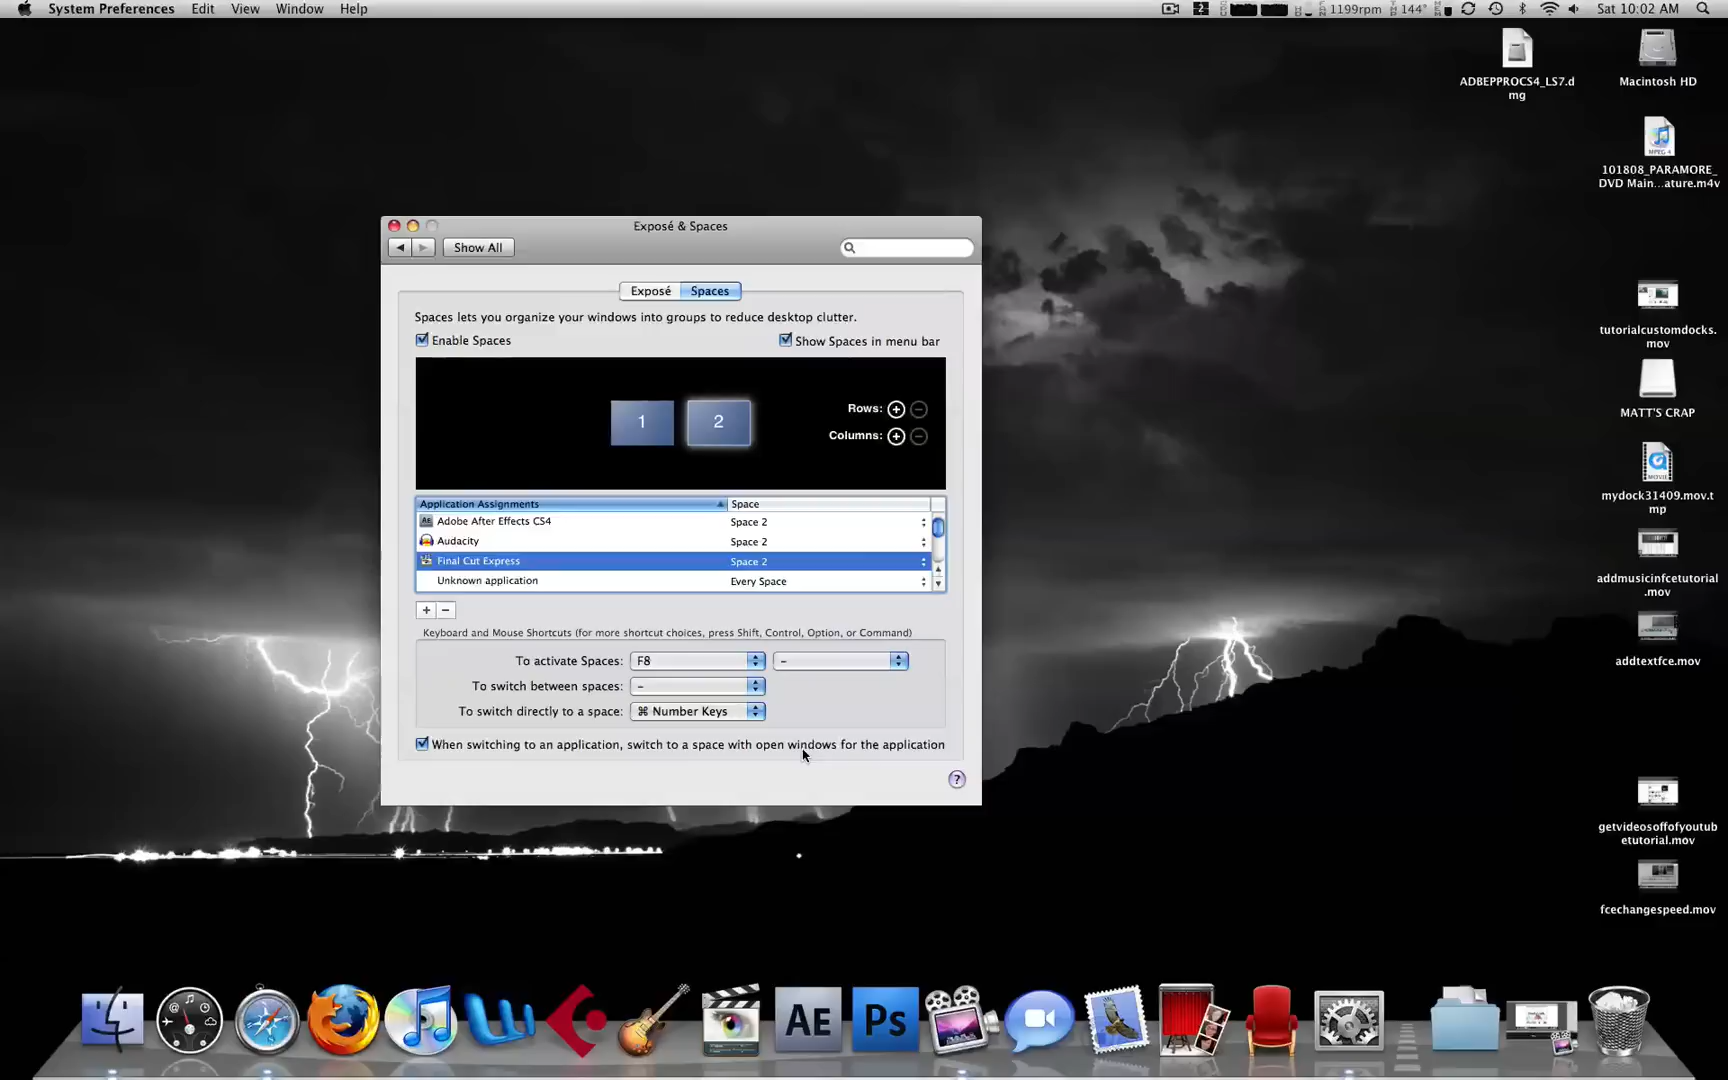 System Preferences Edit View Window Help
1199rpm 144° Sat 10:02 AM
ADBEPPROCS4_LS7.d
mg
Macintosh HD
MPEG-4
101808_PARAMORE_
DVD Main...ature.m4v
tutorialcustomdocks.
mov
MATT'S CRAP
MOVIE
mydock31409.mov.t
mp
addmusicinfcetutorial
.mov
addtextfce.mov
getvideosoffofyoutub
etutorial.mov
fcechangespeed.mov
Exposé & Spaces
Show All
Exposé Spaces
Spaces lets you organize your windows into groups to reduce desktop clutter.
Enable Spaces Show Spaces in menu bar
1 2
Rows:
Columns:
Application Assignments Space
Adobe After Effects CS4 Space 2
Audacity Space 2
Final Cut Express Space 2
Unknown application Every Space
+ −
Keyboard and Mouse Shortcuts (for more shortcut choices, press Shift, Control, Option, or Command)
To activate Spaces: F8 –
To switch between spaces: –
To switch directly to a space: ⌘ Number Keys
When switching to an application, switch to a space with open windows for the application
?
AE Ps